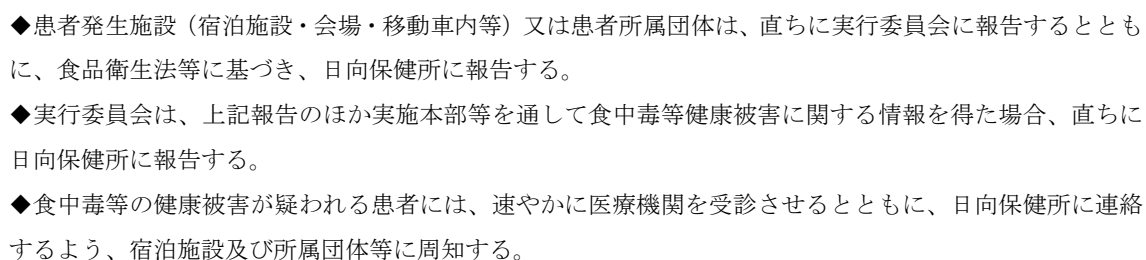 ◆患者発生施設（宿泊施設・会場・移動車内等）又は患者所属団体は、直ちに実行委員会に報告するととも
に、食品衛生法等に基づき、日向保健所に報告する。
◆実行委員会は、上記報告のほか実施本部等を通して食中毒等健康被害に関する情報を得た場合、直ちに
日向保健所に報告する。
◆食中毒等の健康被害が疑われる患者には、速やかに医療機関を受診させるとともに、日向保健所に連絡
するよう、宿泊施設及び所属団体等に周知する。